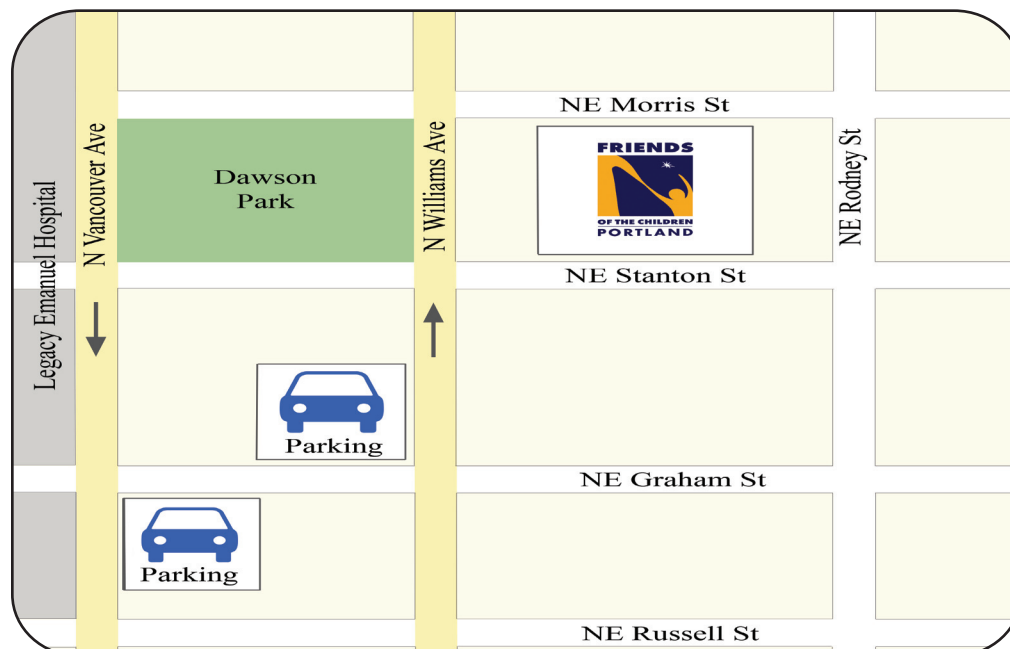 NE Morris St
Legacy Emanuel Hospital
N Vancouver Ave
Dawson
Park
N Williams Ave
FRIENDS
OF THE CHILDREN
PORTLAND
NE Rodney St
NE Stanton St
Parking
NE Graham St
Parking
NE Russell St